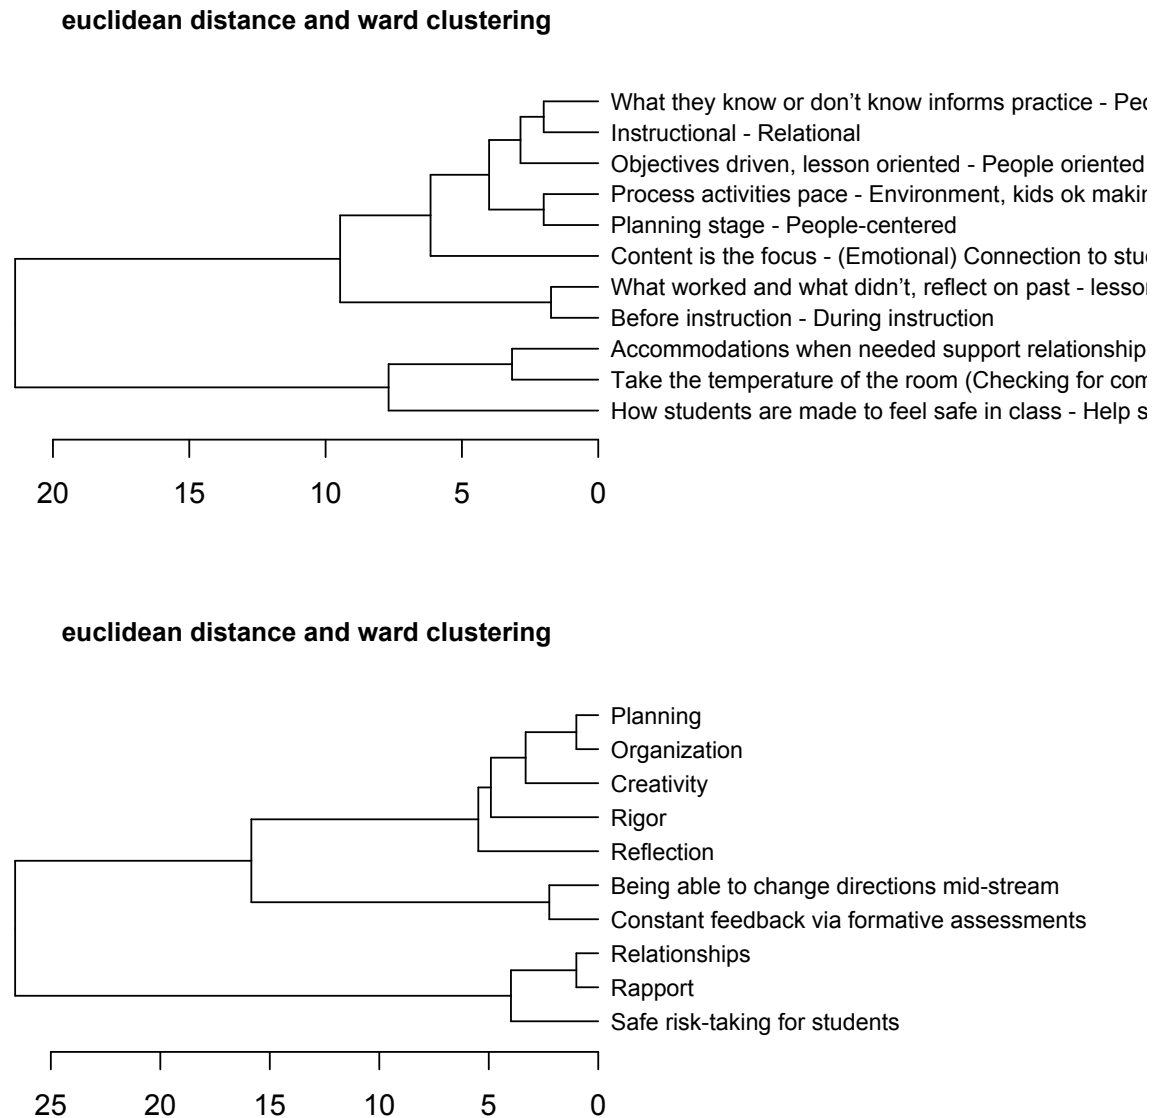 euclidean distance and ward clustering
What they know or don’t know informs practice - 
Instructional - Relational
Objectives driven, lesson oriented - People oriented
Process activities pace - Environment, kids ok
Planning stage - People-centered
Content is the focus - (Emotional) Connection to
What worked and what didn’t, reflect on past -
Before instruction - During instruction
Accommodations when needed support relationship
Take the temperature of the room (Checking for
How students are made to feel safe in class - Help
20 15 10 5 0
euclidean distance and ward clustering
Planning
Organization
Creativity
Rigor
Reflection
Being able to change directions mid-stream
Constant feedback via formative assessments
Relationships
Rapport
Safe risk-taking for students
25 20 15 10 5 0